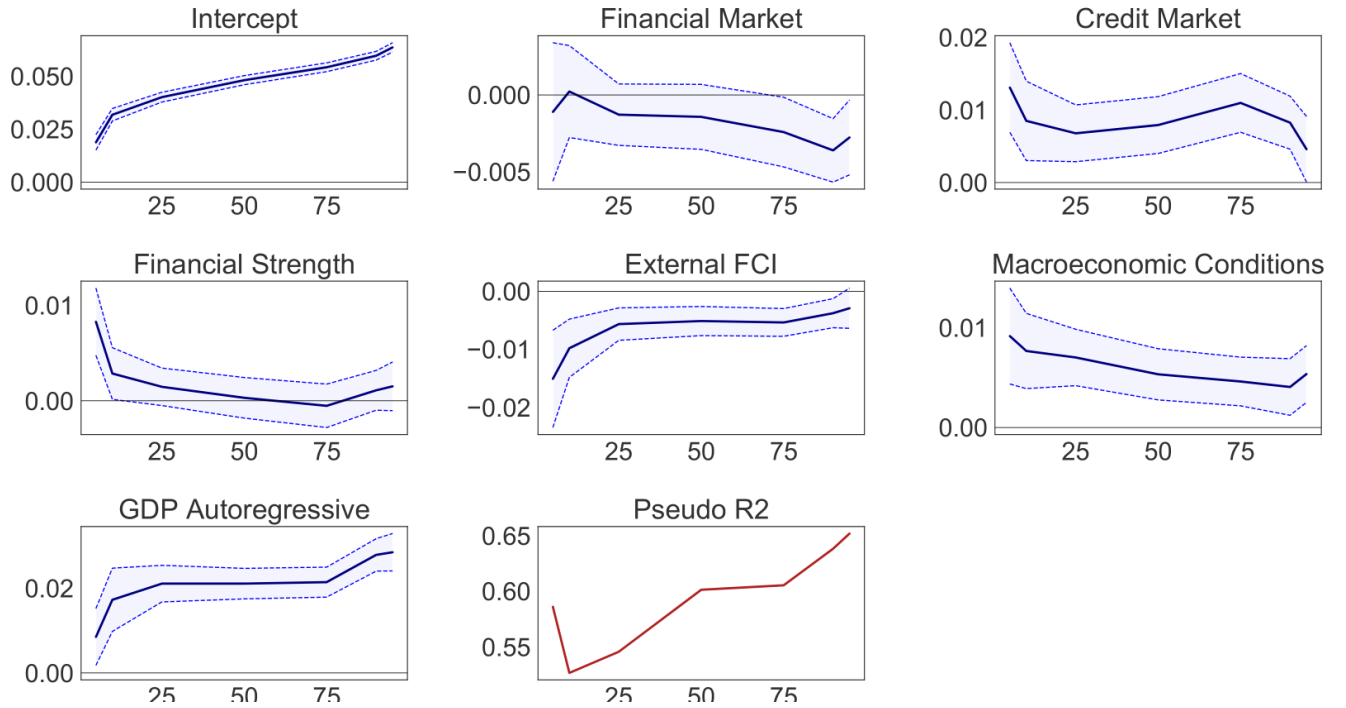 Intercept
0.050
0.025
0.000
25 50 75
Financial Market
0.000
−0.005
25 50 75
Credit Market
0.02
0.01
0.00
25 50 75
Financial Strength
0.01
0.00
25 50 75
External FCI
0.00
−0.01
−0.02
25 50 75
Macroeconomic Conditions
0.01
0.00
25 50 75
GDP Autoregressive
0.02
0.00
25 50 75
Pseudo R2
0.65
0.60
0.55
25 50 75